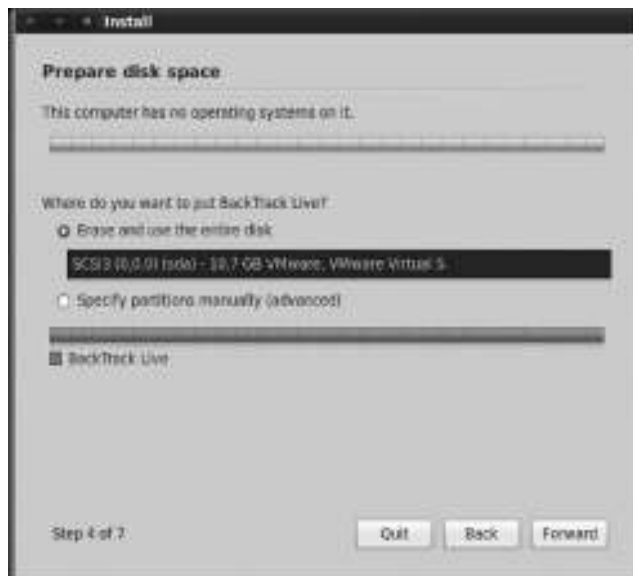 Install
Prepare disk space
This computer has no operating systems on it.
Where do you want to put BackTrack Live?
Erase and use the entire disk
SCSI3 (0,0,0) (sda) - 10.7 GB VMware, VMware Virtual S
Specify partitions manually (advanced)
BackTrack Live
Step 4 of 7
Quit
Back
Forward